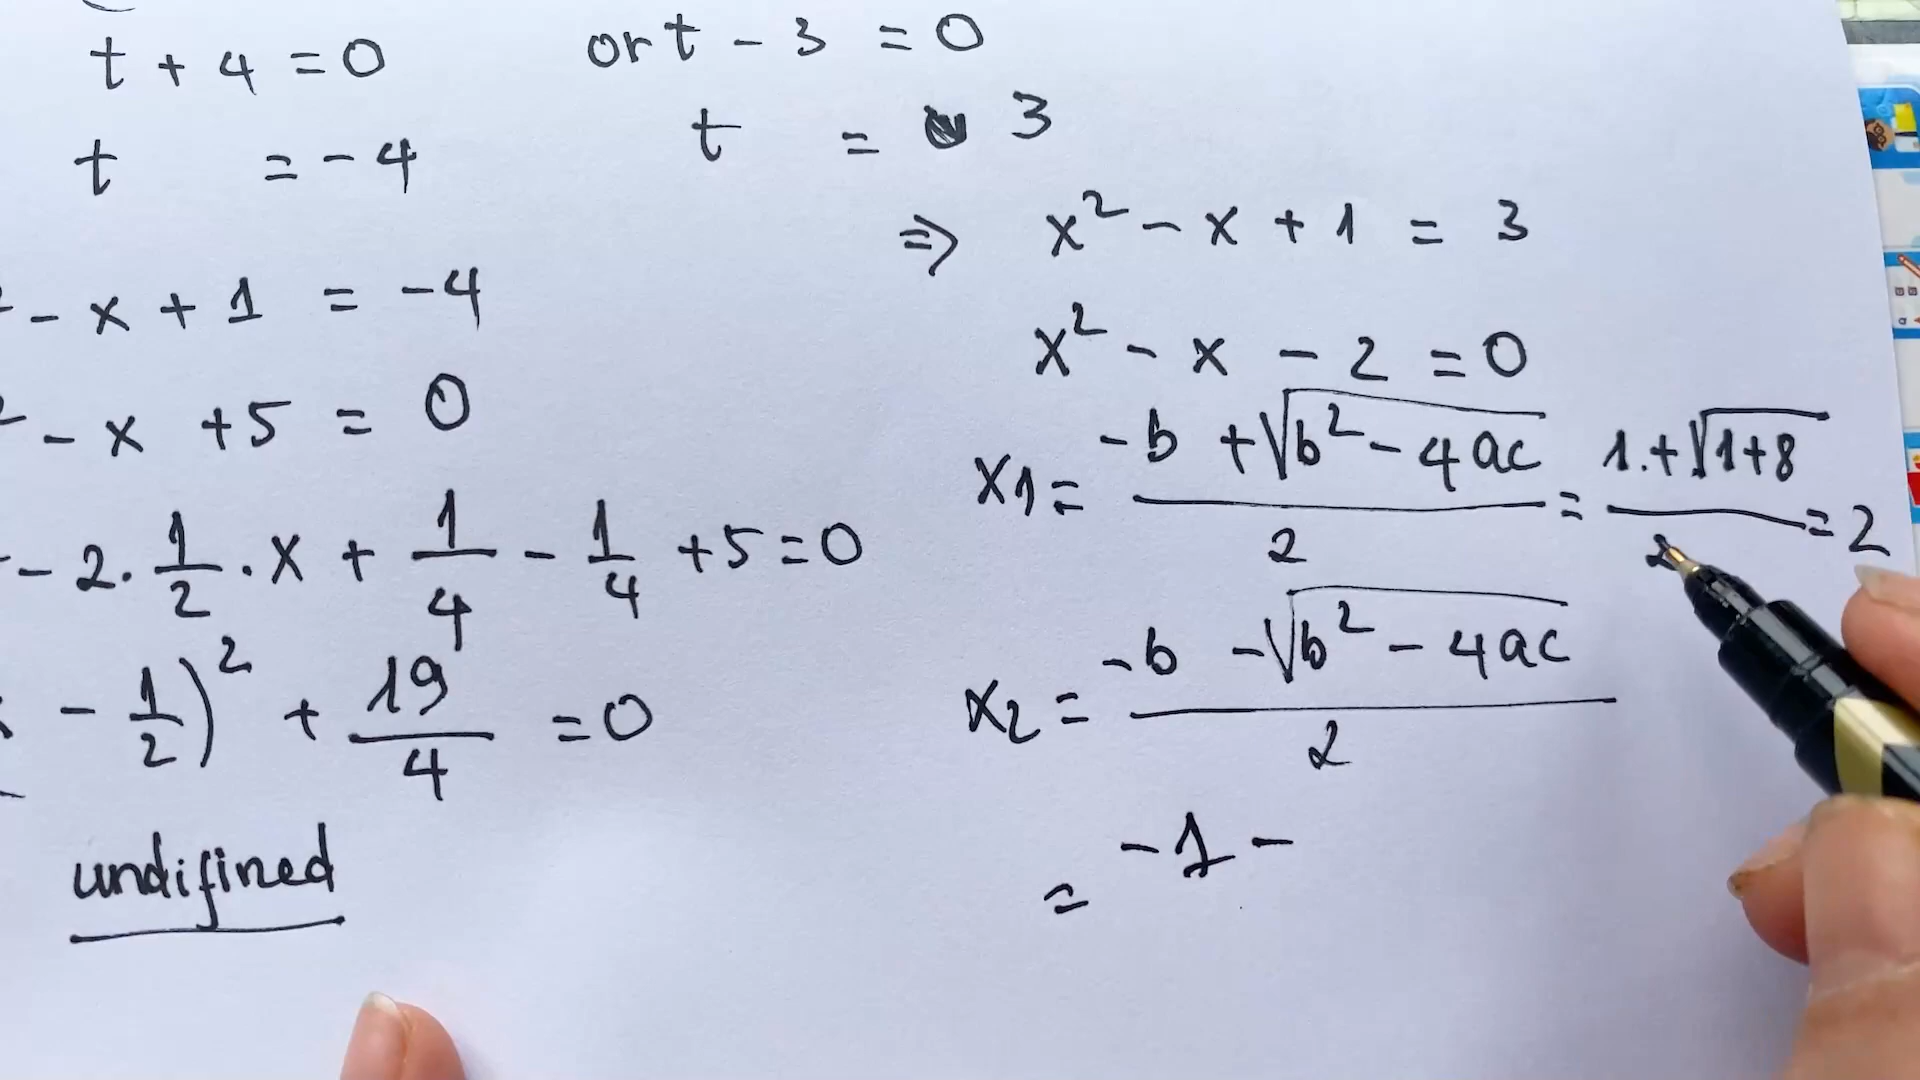 t + 4 = 0 or t - 3 = 0
t = -4 t = 3
⇒ x² - x + 1 = 3
- x + 1 = -4
x² - x - 2 = 0
² - x + 5 = 0
x1 = (-b + √(b² - 4ac))/2 = (1 + √(1+8))/2 = 2
- 2 · 1/2 · x + 1/4 - 1/4 + 5 = 0
x2 = (-b - √(b² - 4ac))/2
- 1/2)² + 19/4 = 0
undifined
= -1 -